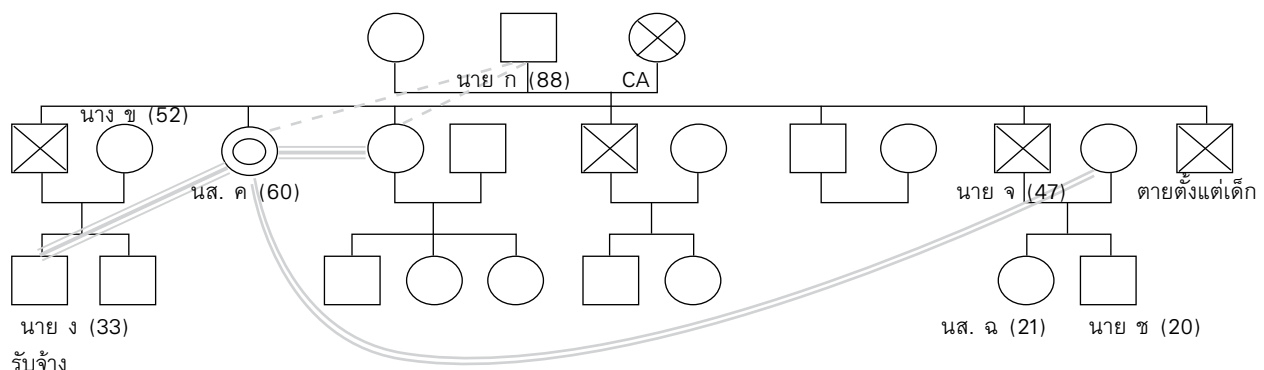 นาย ก (88) CA
นาง ข (52)
นส. ค (60) นาย จ (47) ตายตั้งแต่เด็ก
นาย ง (33) นส. ฉ (21) นาย ช (20)
รับจ้าง